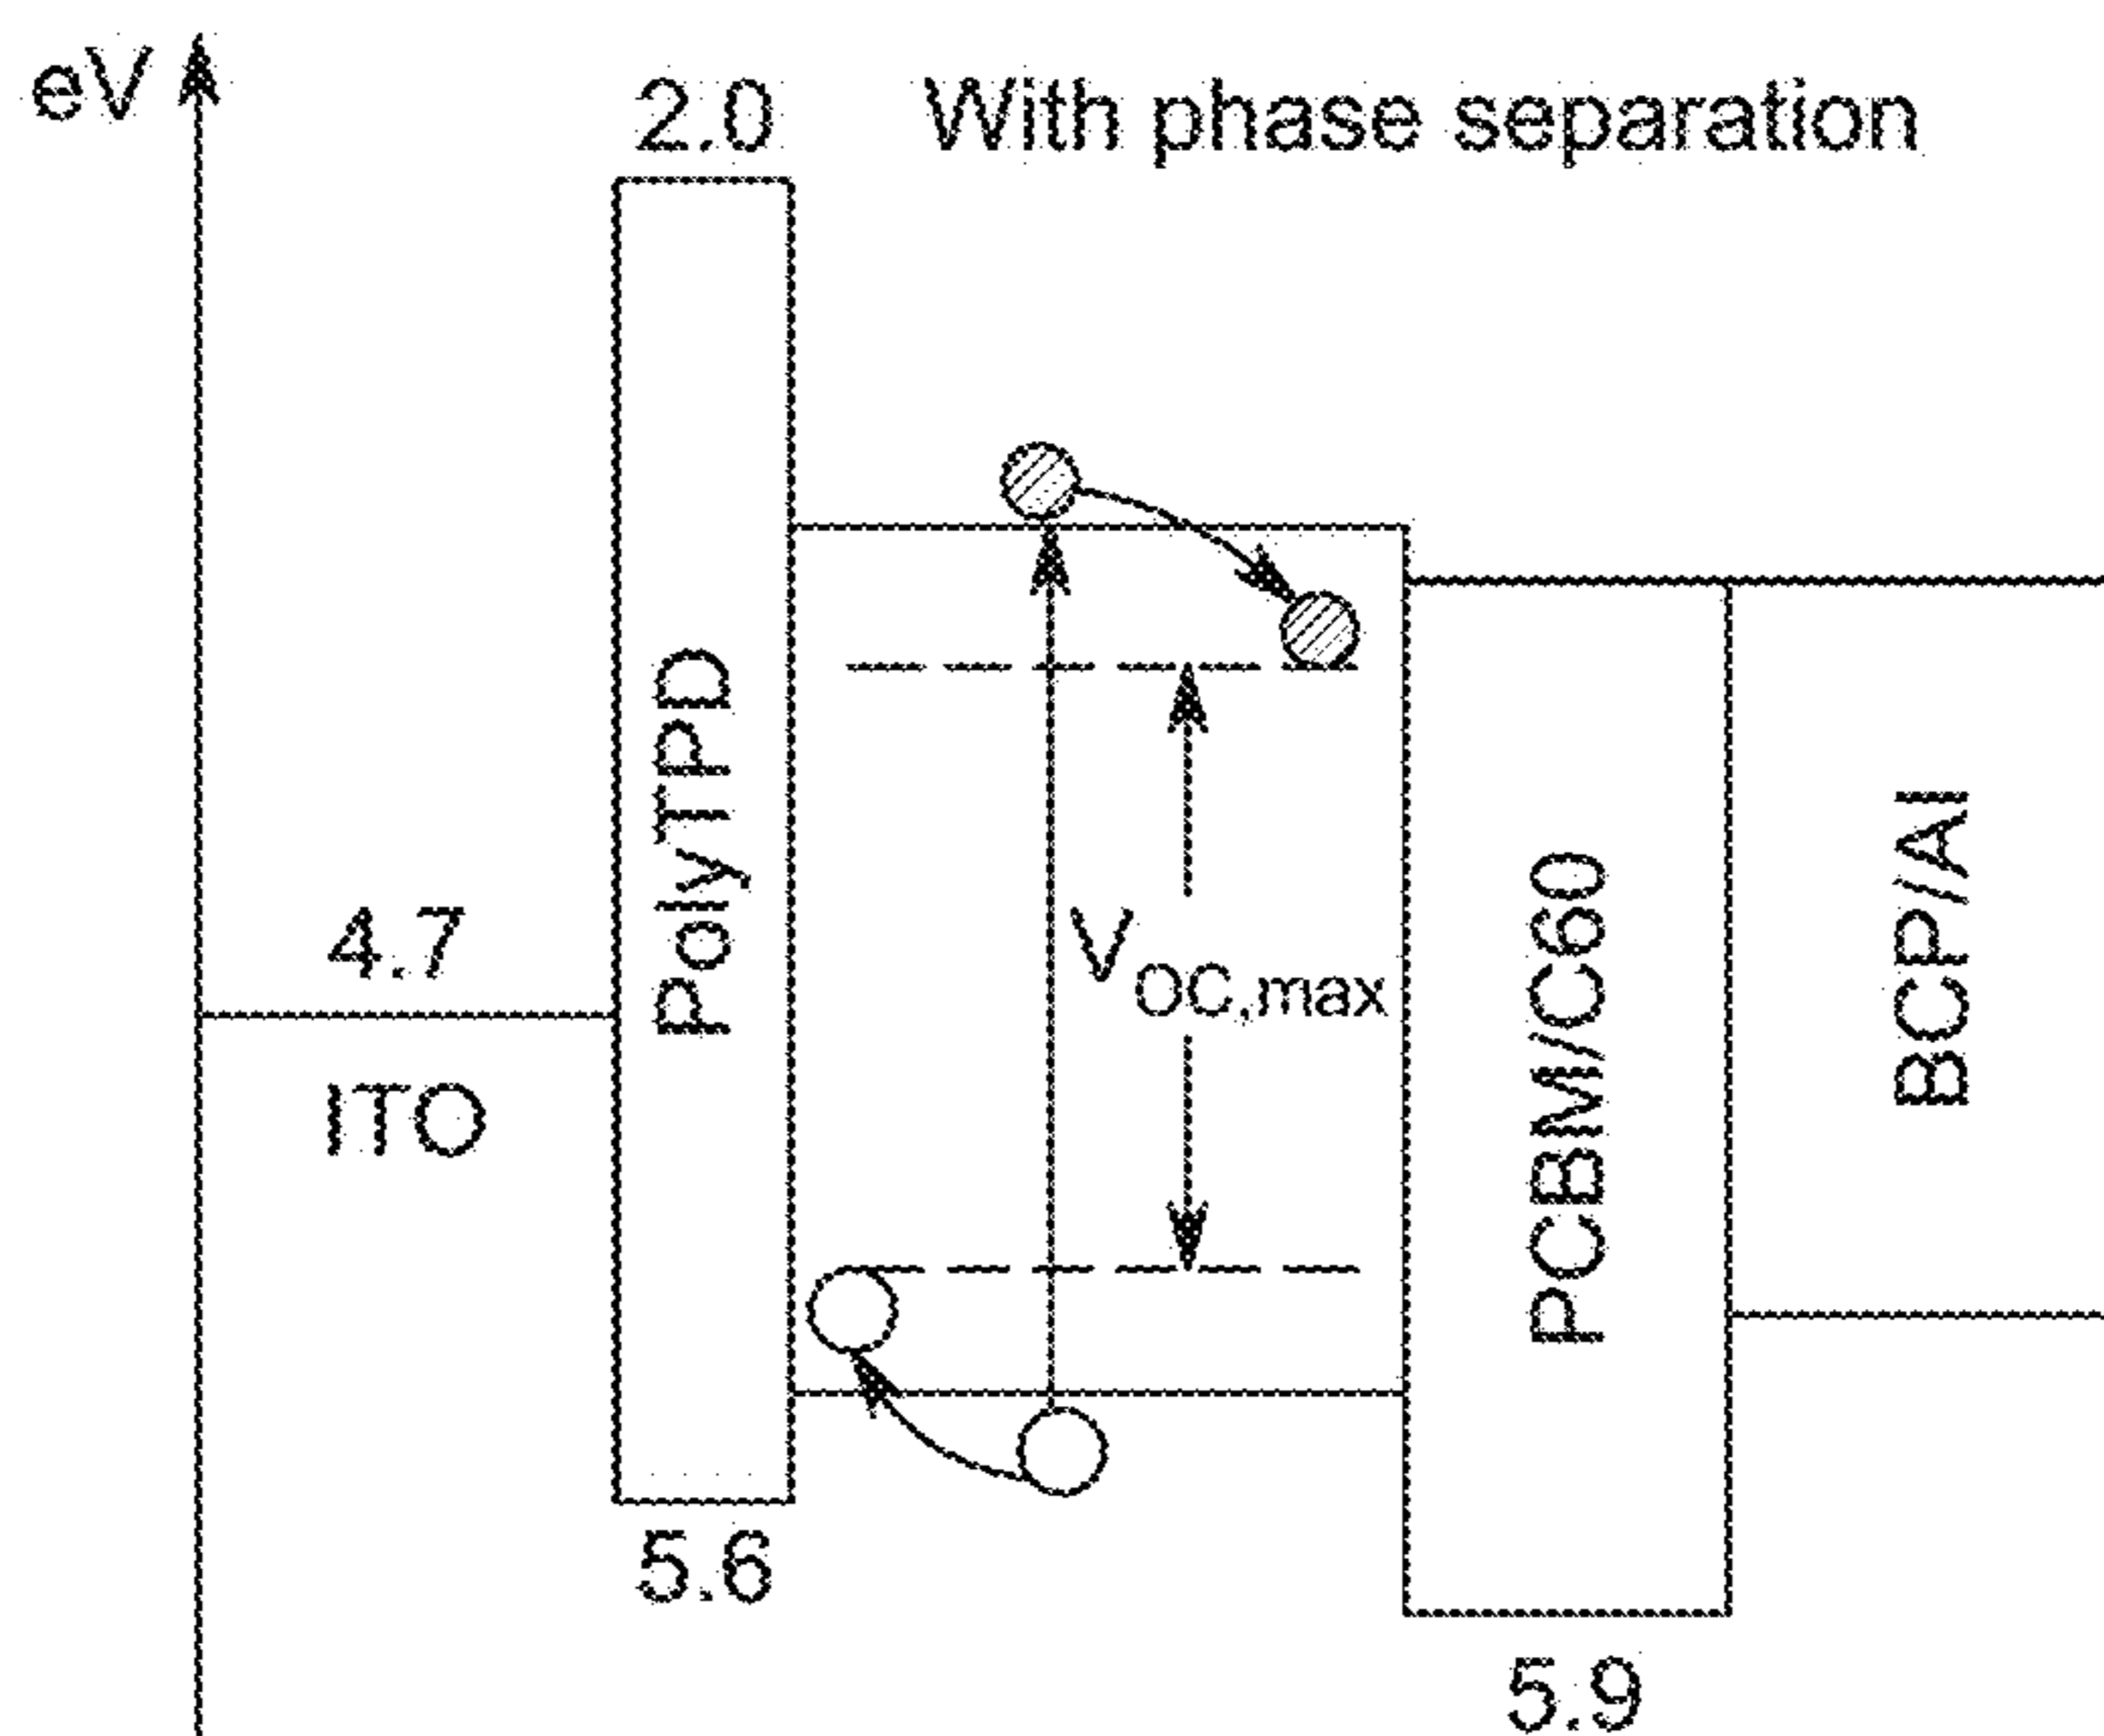 eV
2.0
With phase separation
4.7
ITO
PolyTPD
VOC,max
PCBM/C60
BCP/Al
5.6
5.9